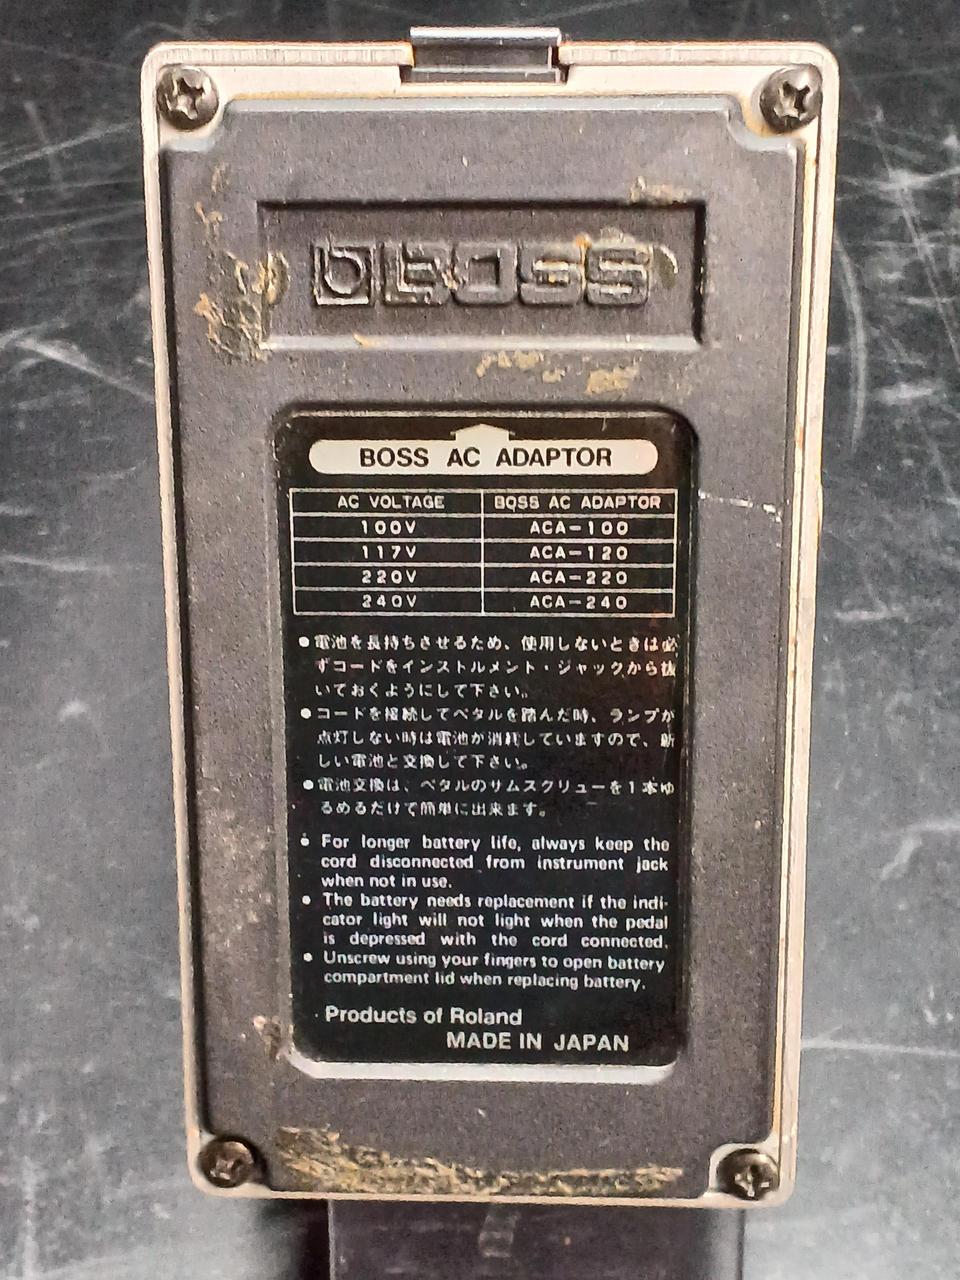 BOSS
BOSS AC ADAPTOR
AC VOLTAGE BOSS AC ADAPTOR
100V ACA-100
117V ACA-120
220V ACA-220
240V ACA-240
●電池を長持ちさせるため、使用しないときは必
ずコードをインストルメント・ジャックから抜
いておくようにして下さい。
●コードを接続してペダルを踏んだ時、ランプが
点灯しない時は電池が消耗していますので、新
しい電池と交換して下さい。
●電池交換は、ペダルのサムスクリューを1本ゆ
るめるだけで簡単に出来ます。
● For longer battery life, always keep the
cord disconnected from instrument jack
when not in use.
● The battery needs replacement if the indi-
cator light will not light when the pedal
is depressed with the cord connected.
● Unscrew using your fingers to open battery
compartment lid when replacing battery.
Products of Roland
MADE IN JAPAN